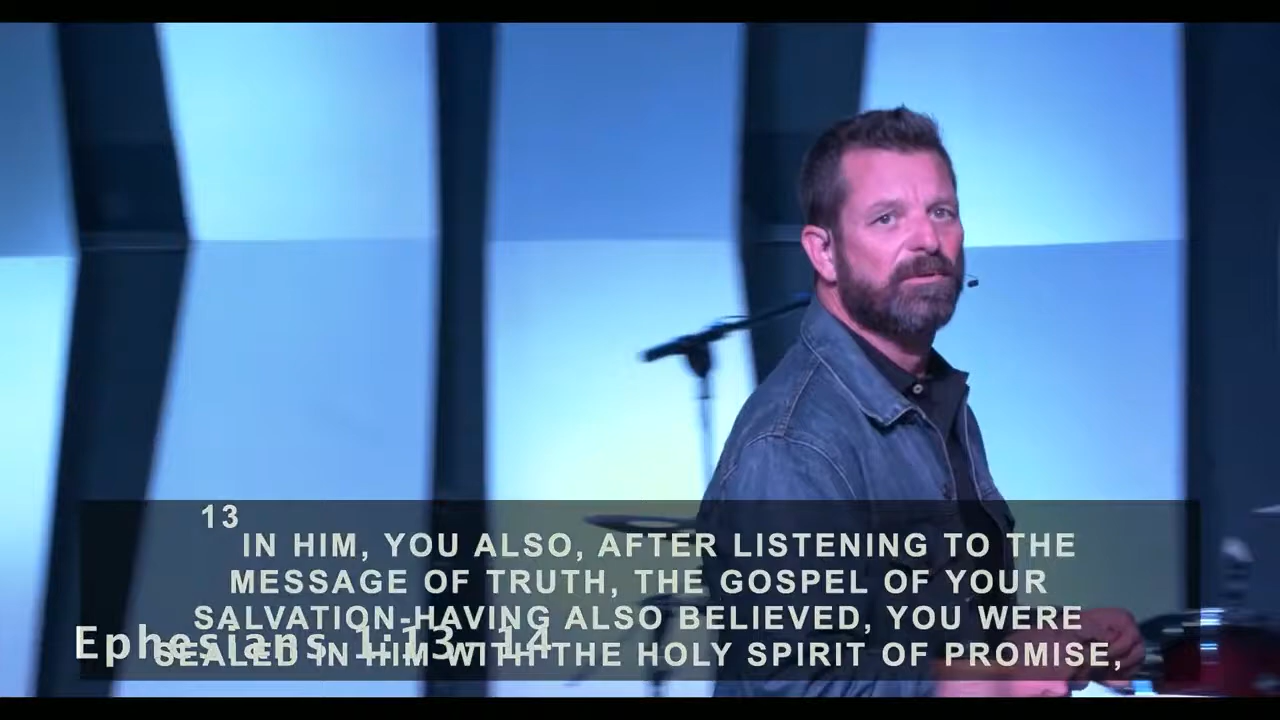 13
IN HIM, YOU ALSO, AFTER LISTENING TO THE
MESSAGE OF TRUTH, THE GOSPEL OF YOUR
SALVATION-HAVING ALSO BELIEVED, YOU WERE
Ephesians 1:13- 14
SEALED IN HIM WITH THE HOLY SPIRIT OF PROMISE,